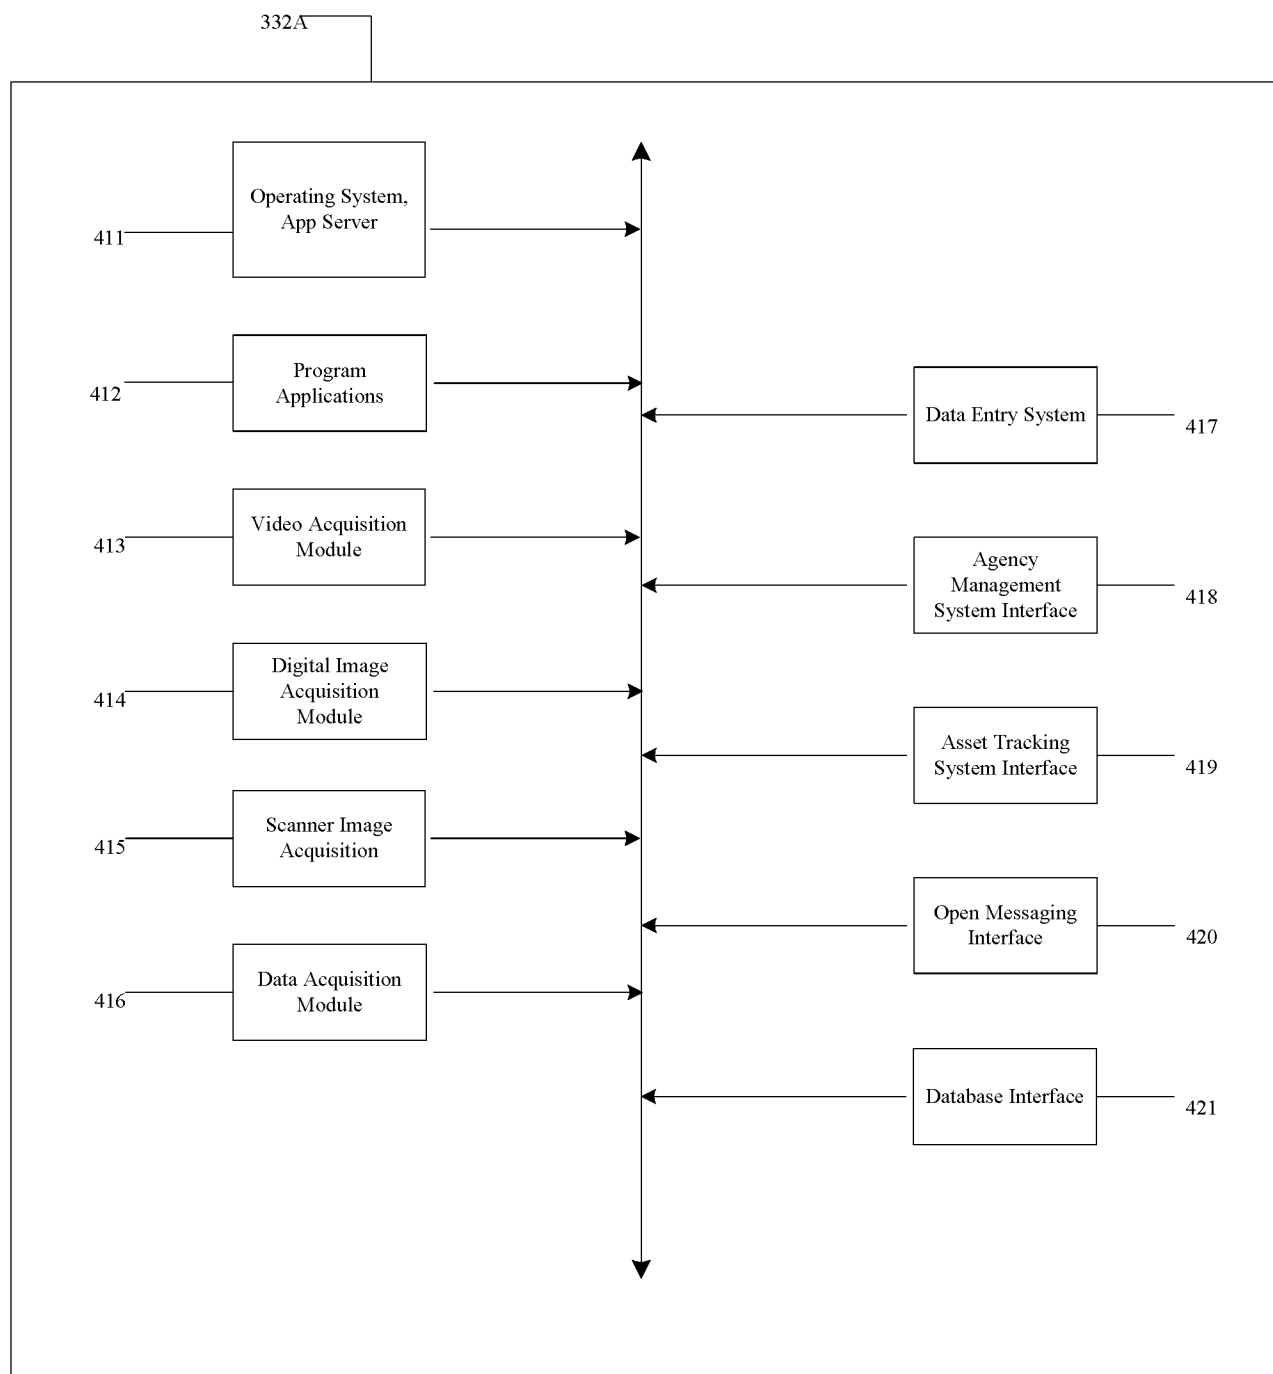 332A
Operating System,
App Server
411
Program
Applications
412
Data Entry System
417
Video Acquisition
Module
413
Agency
Management
System Interface
418
Digital Image
Acquisition
Module
414
Asset Tracking
System Interface
419
Scanner Image
Acquisition
415
Open Messaging
Interface
420
Data Acquisition
Module
416
Database Interface
421